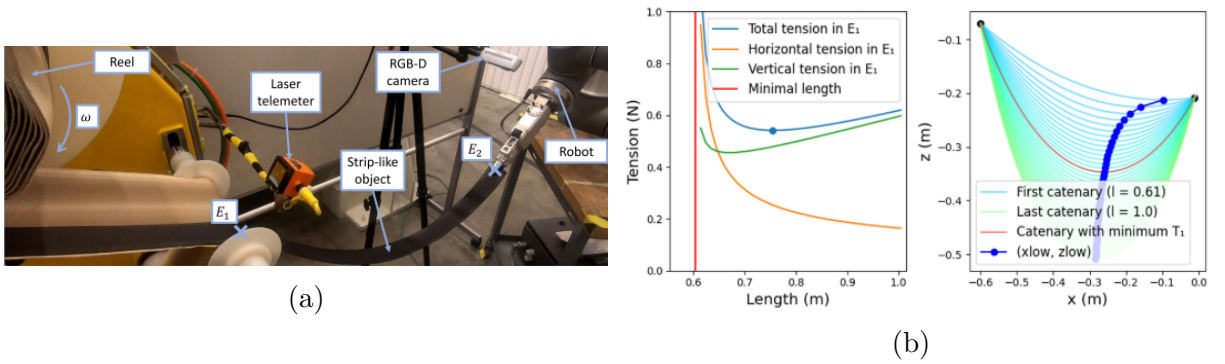 Reel
ω
Laser
telemeter
RGB-D
camera
E₂
Robot
Strip-like
object
E₁
(a)
Tension (N)
1.0
0.8
0.6
0.4
0.2
0.0
Total tension in E₁
Horizontal tension in E₁
Vertical tension in E₁
Minimal length
0.6 0.7 0.8 0.9 1.0
Length (m)
z (m)
−0.1
−0.2
−0.3
−0.4
−0.5
First catenary (l = 0.61)
Last catenary (l = 1.0)
Catenary with minimum T₁
(xlow, zlow)
−0.6 −0.5 −0.4 −0.3 −0.2 −0.1 0.0
x (m)
(b)